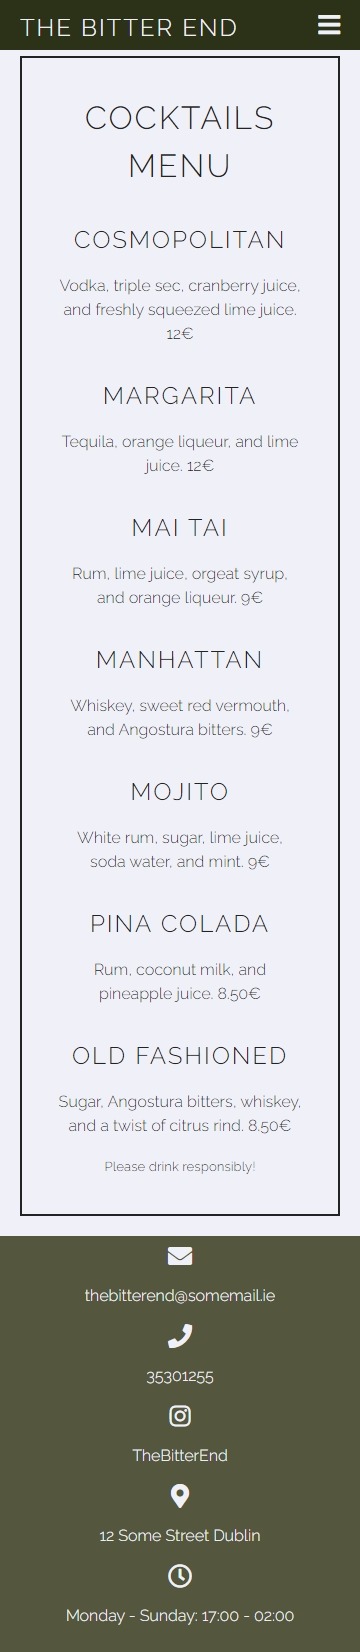 THE BITTER END
COCKTAILS
MENU
COSMOPOLITAN
Vodka, triple sec, cranberry juice,
and freshly squeezed lime juice.
12€
MARGARITA
Tequila, orange liqueur, and lime
juice. 12€
MAI TAI
Rum, lime juice, orgeat syrup,
and orange liqueur. 9€
MANHATTAN
Whiskey, sweet red vermouth,
and Angostura bitters. 9€
MOJITO
White rum, sugar, lime juice,
soda water, and mint. 9€
PINA COLADA
Rum, coconut milk, and
pineapple juice. 8.50€
OLD FASHIONED
Sugar, Angostura bitters, whiskey,
and a twist of citrus rind. 8.50€
Please drink responsibly!
thebitterend@somemail.ie
35301255
TheBitterEnd
12 Some Street Dublin
Monday - Sunday: 17:00 - 02:00